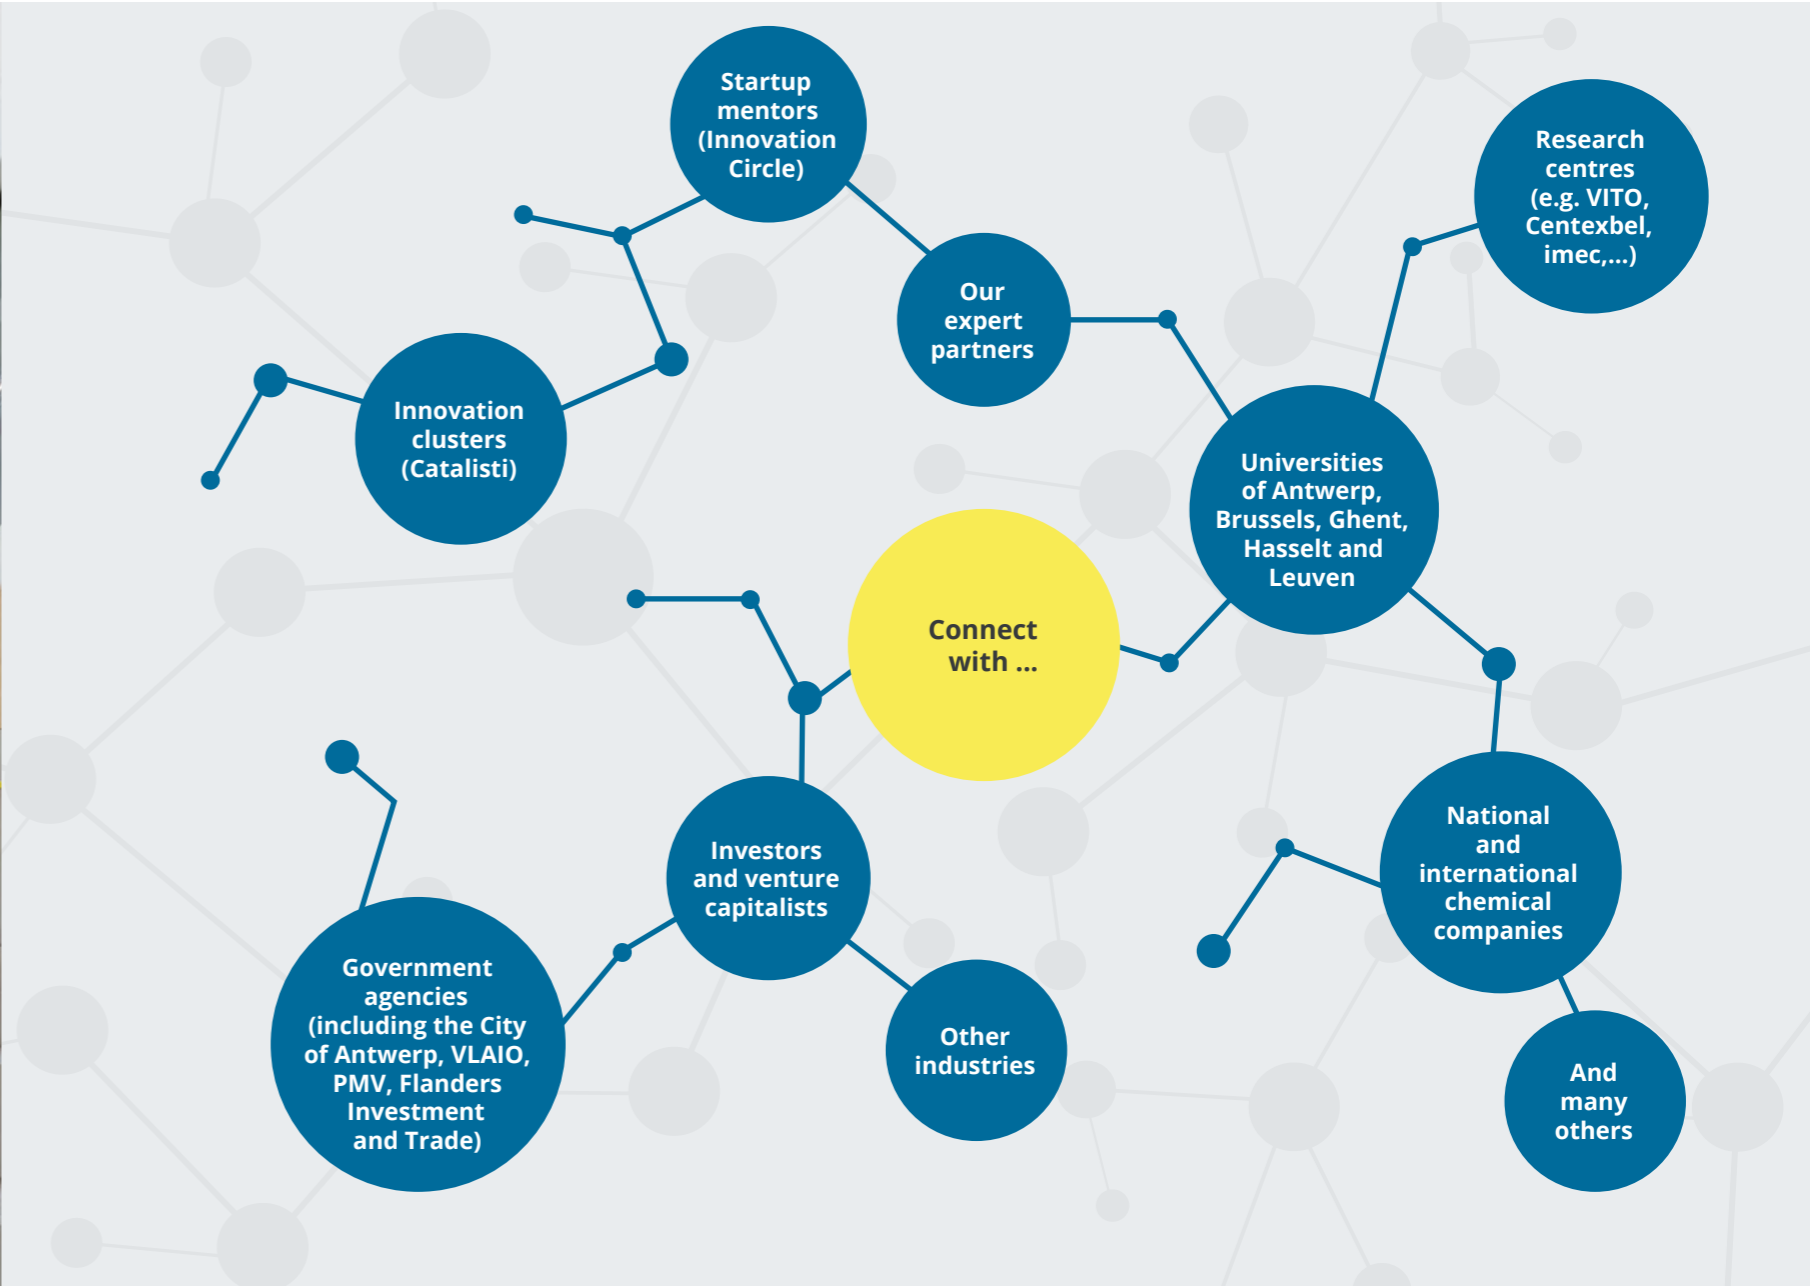 Startup
mentors
(Innovation
Circle)
Research
centres
(e.g. VITO,
Centexbel,
imec,...)
Our
expert
partners
Innovation
clusters
(Catalisti)
Universities
of Antwerp,
Brussels, Ghent,
Hasselt and
Leuven
Connect
with ...
National
and
international
chemical
companies
Investors
and venture
capitalists
Government
agencies
(including the City
of Antwerp, VLAIO,
PMV, Flanders
Investment
and Trade)
Other
industries
And
many
others